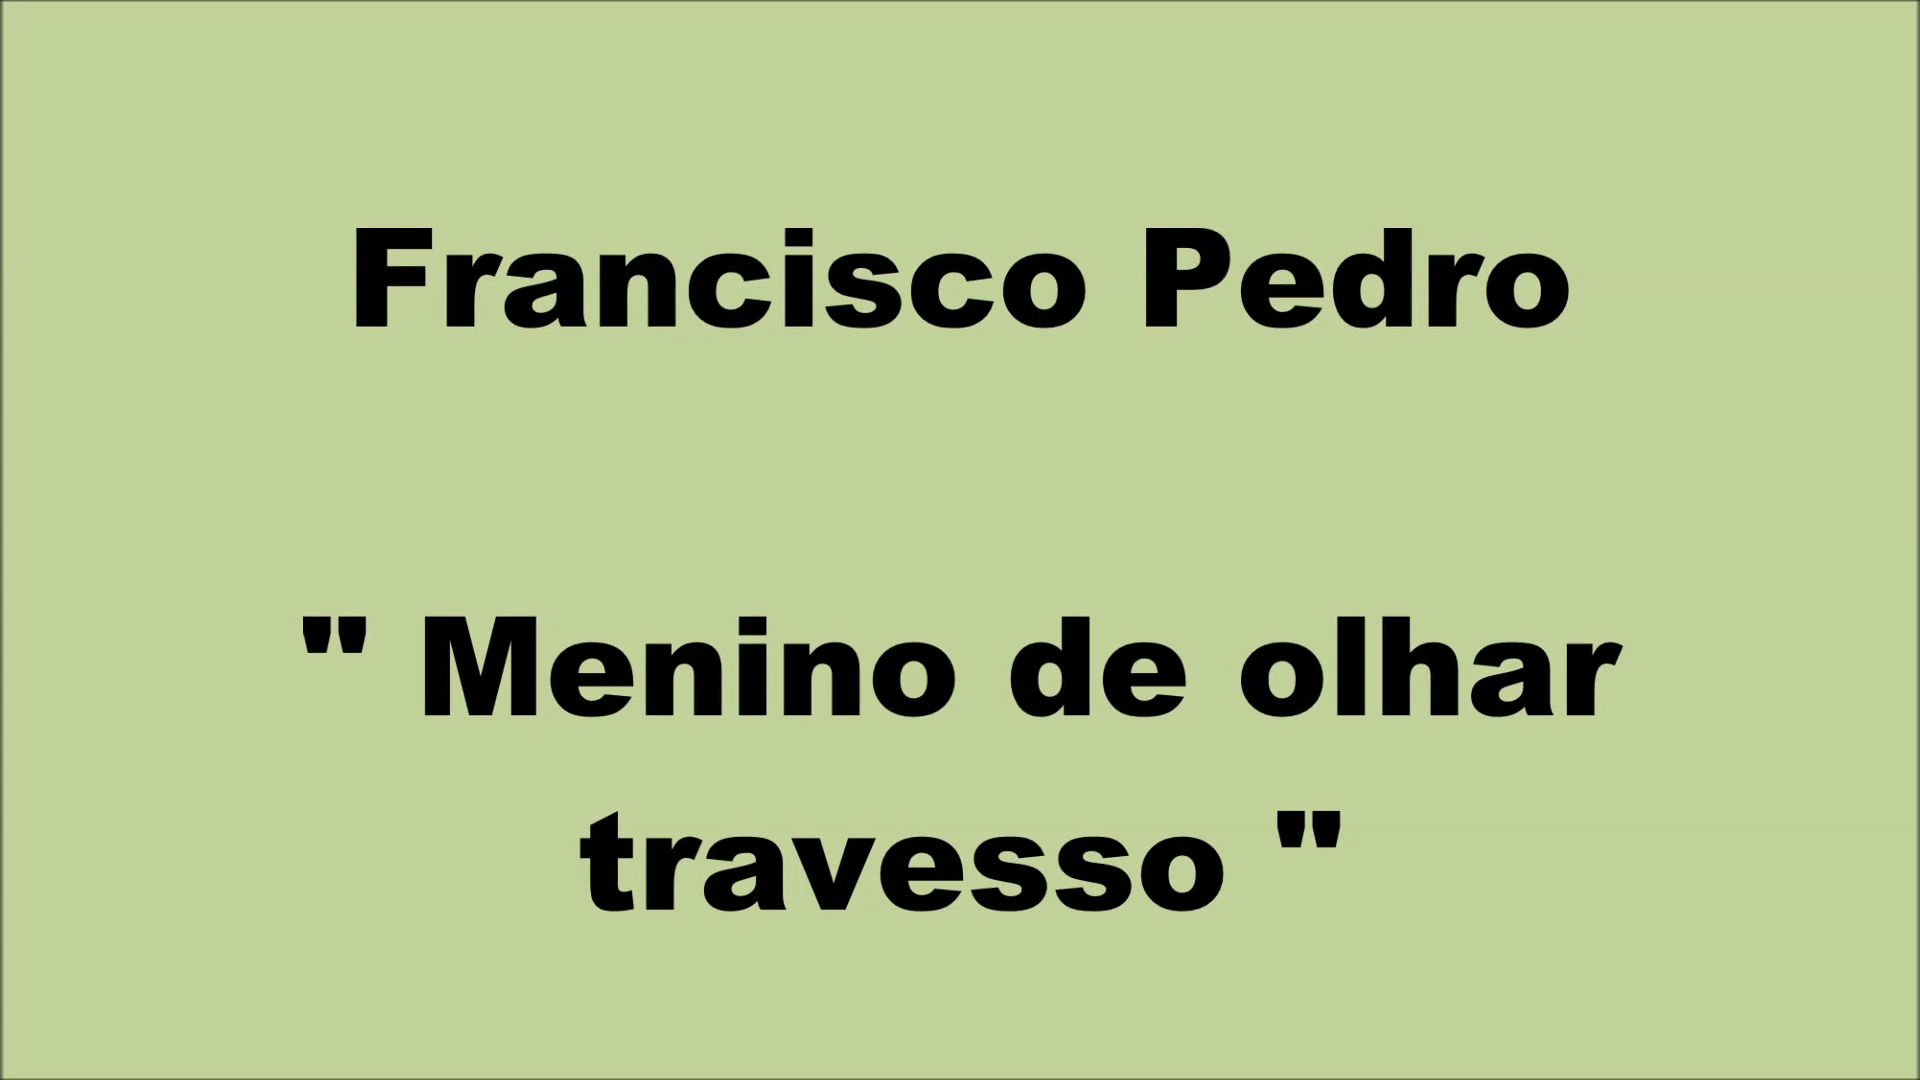 Francisco Pedro
" Menino de olhar
travesso "